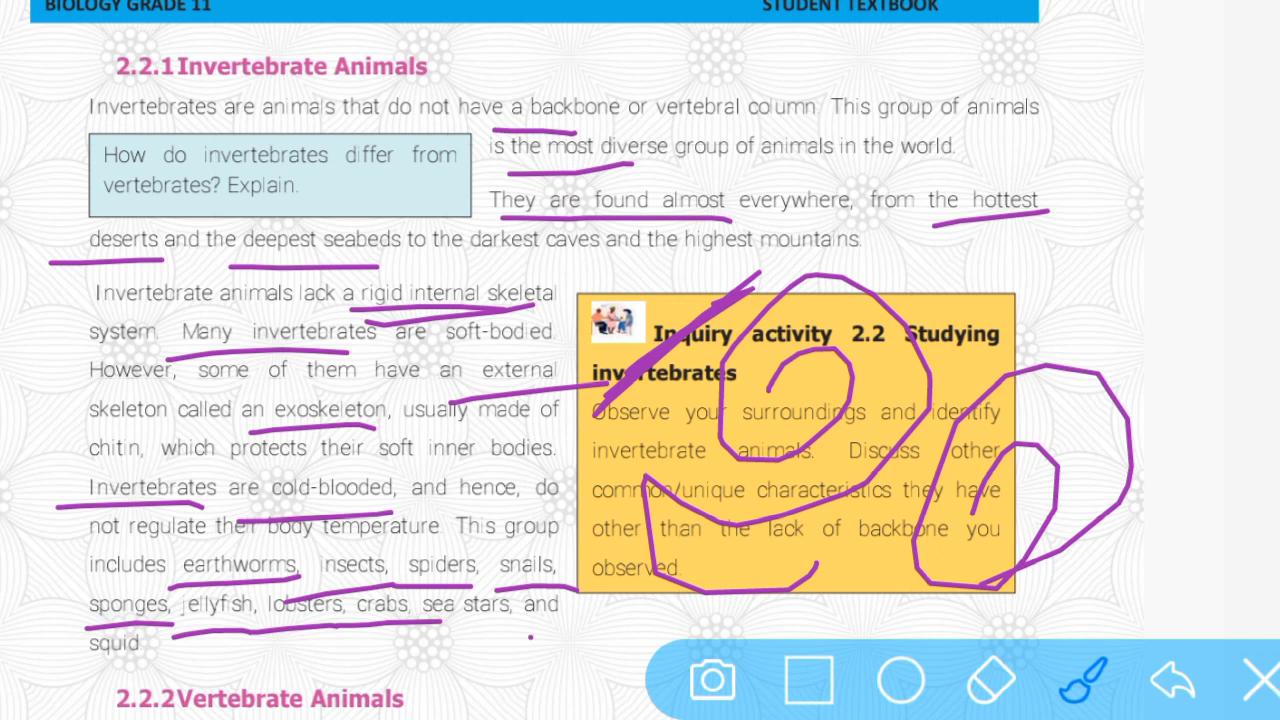 BIOLOGY GRADE 11 STUDENT TEXTBOOK
2.2.1 Invertebrate Animals
Invertebrates are animals that do not have a backbone or vertebral column. This group of animals
is the most diverse group of animals in the world.
How do invertebrates differ from
vertebrates? Explain.
They are found almost everywhere, from the hottest
deserts and the deepest seabeds to the darkest caves and the highest mountains.
Invertebrate animals lack a rigid internal skeletal
system. Many invertebrates are soft-bodied.
However, some of them have an external
skeleton called an exoskeleton, usually made of
chitin, which protects their soft inner bodies.
Invertebrates are cold-blooded, and hence, do
not regulate their body temperature. This group
includes earthworms, insects, spiders, snails,
sponges, jellyfish, lobsters, crabs, sea stars, and
squid.
Inquiry activity 2.2 Studying
invertebrates
Observe your surroundings and identify
invertebrate animals. Discuss other
common/unique characteristics they have
other than the lack of backbone you
observed.
2.2.2 Vertebrate Animals